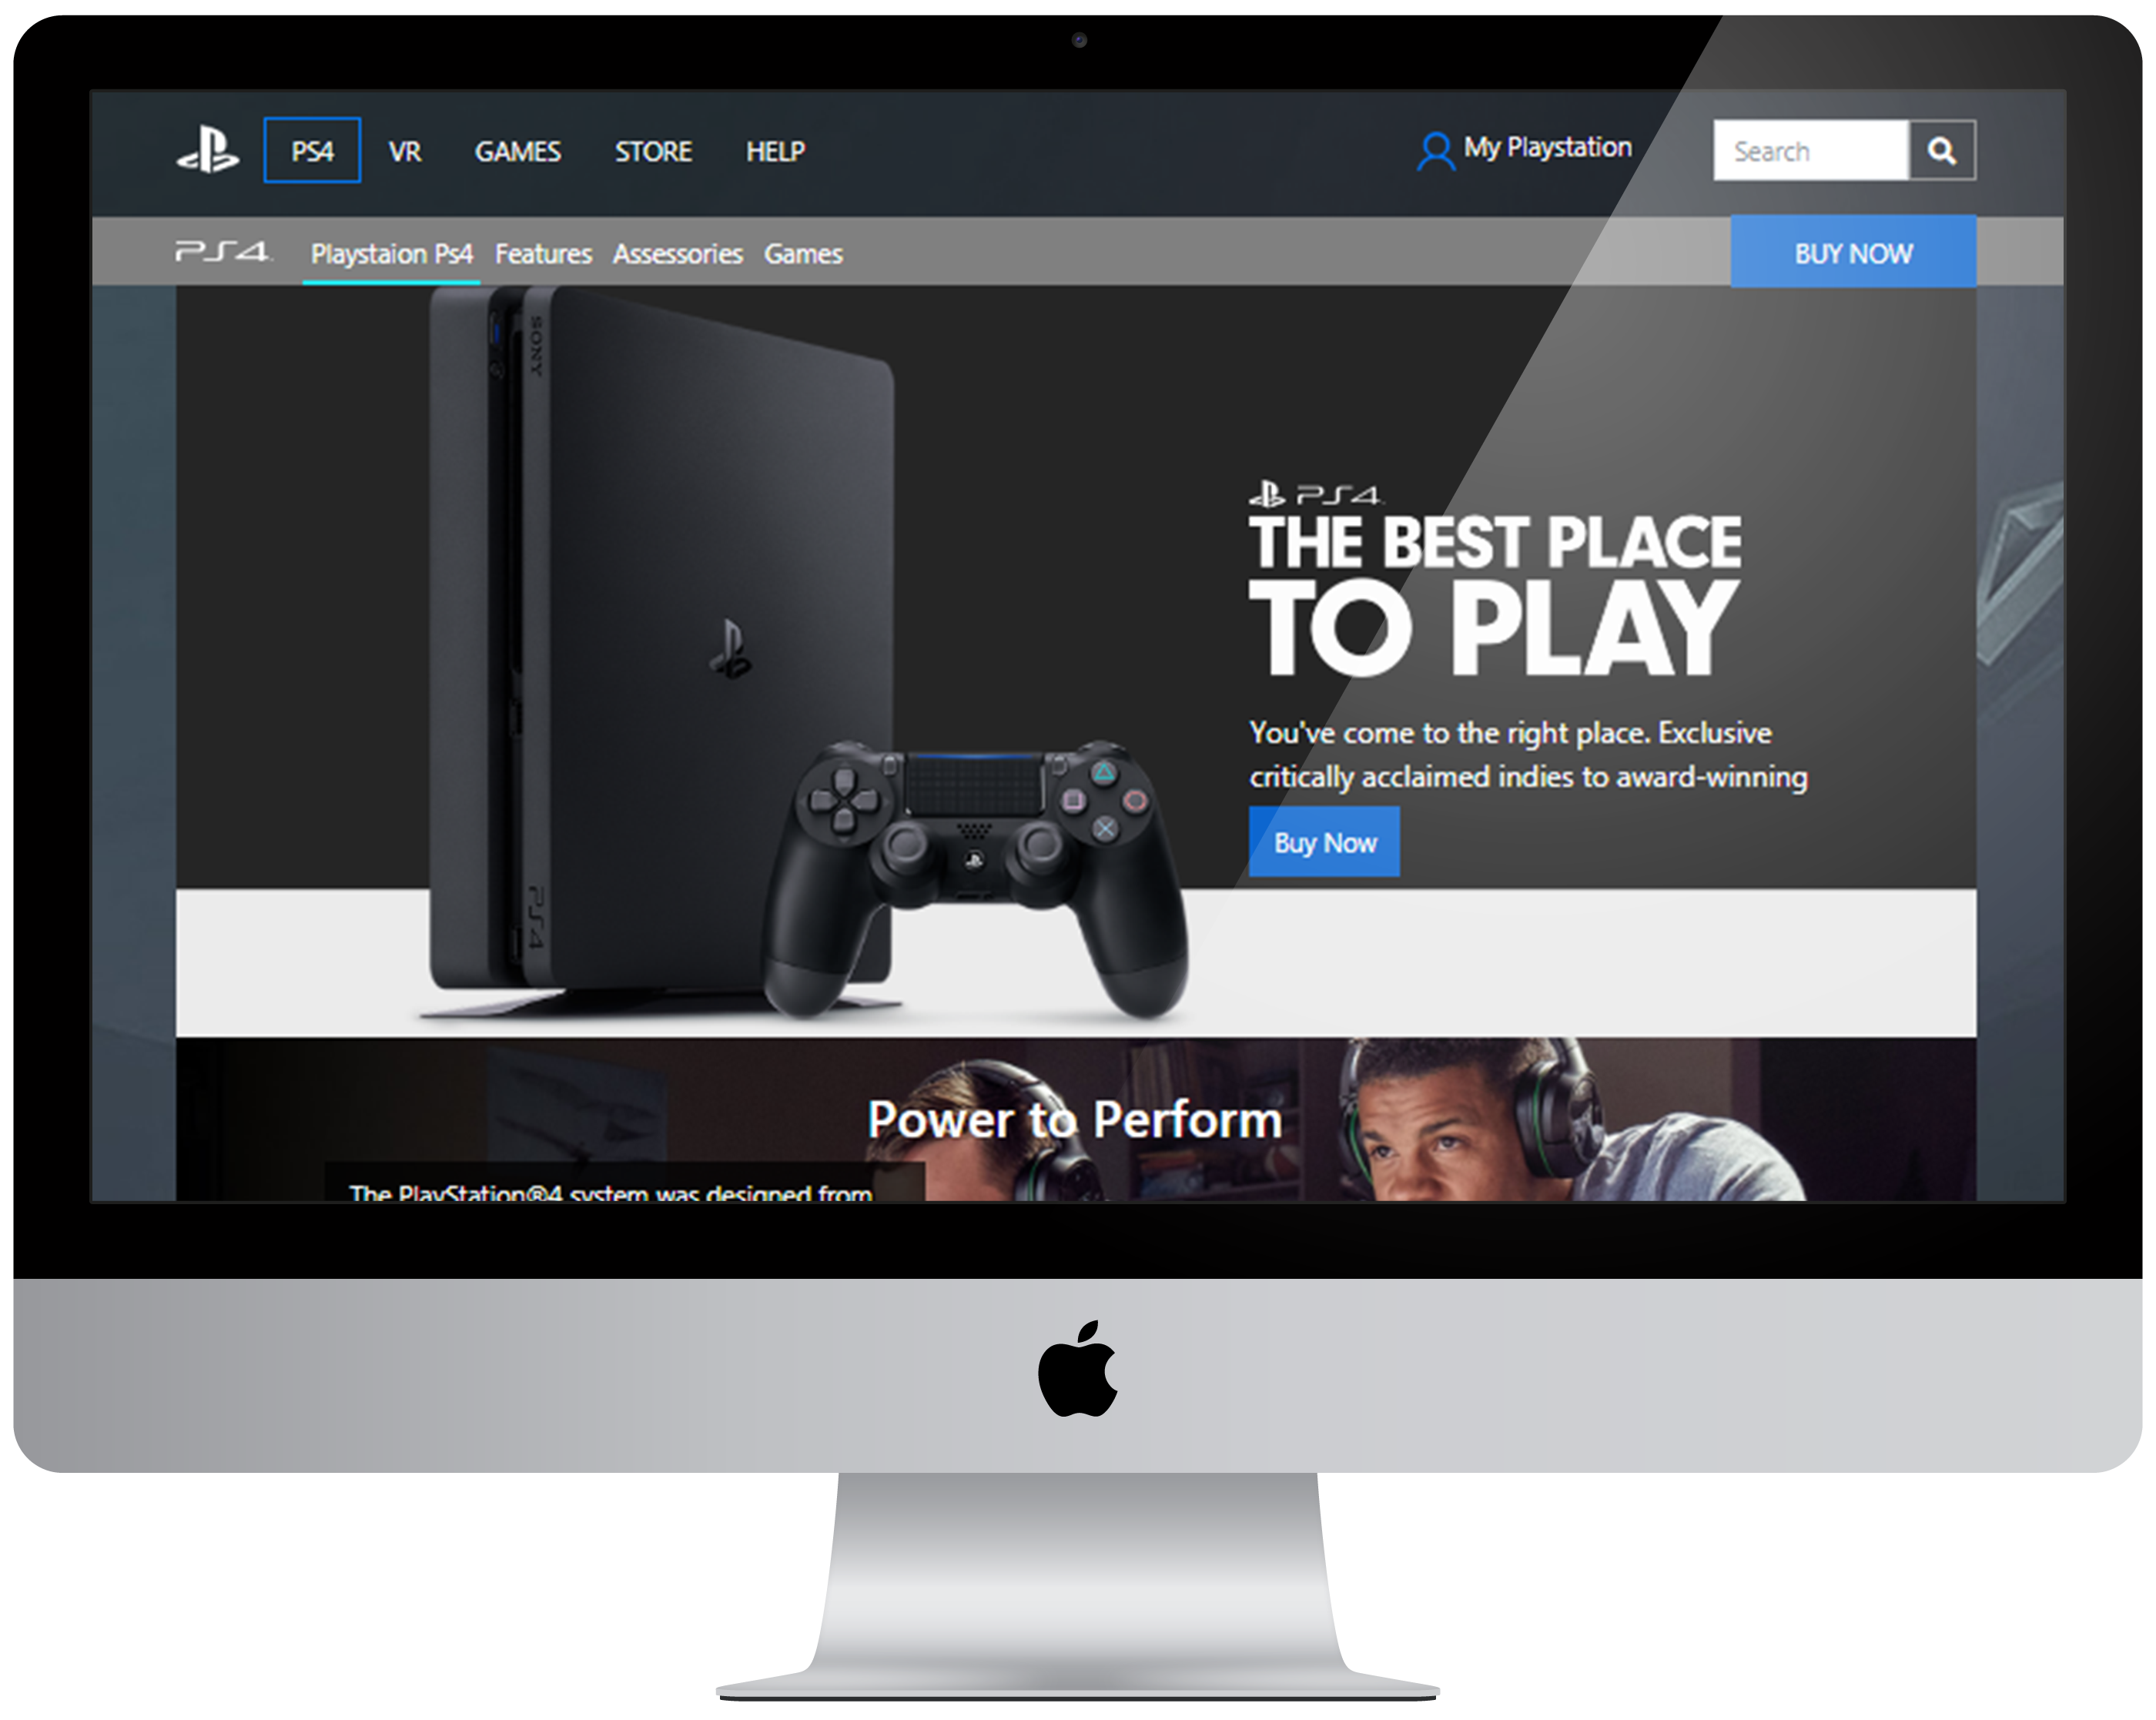 PS4 VR GAMES STORE HELP My Playstation Search
PS4 Playstaion Ps4 Features Assessories Games BUY NOW
SONY
PS4
PS4
THE BEST PLACE
TO PLAY
You've come to the right place. Exclusive
critically acclaimed indies to award-winning
Buy Now
Power to Perform
The PlayStation®4 system was designed from